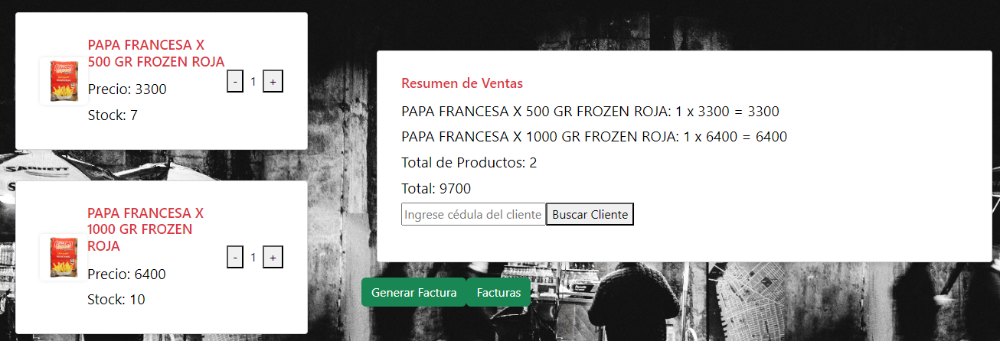 PAPA FRANCESA X
500 GR FROZEN ROJA
Precio: 3300
Stock: 7
- 1 +
PAPA FRANCESA X
1000 GR FROZEN
ROJA
Precio: 6400
Stock: 10
- 1 +
Resumen de Ventas
PAPA FRANCESA X 500 GR FROZEN ROJA: 1 x 3300 = 3300
PAPA FRANCESA X 1000 GR FROZEN ROJA: 1 x 6400 = 6400
Total de Productos: 2
Total: 9700
Ingrese cédula del cliente Buscar Cliente
Generar Factura Facturas